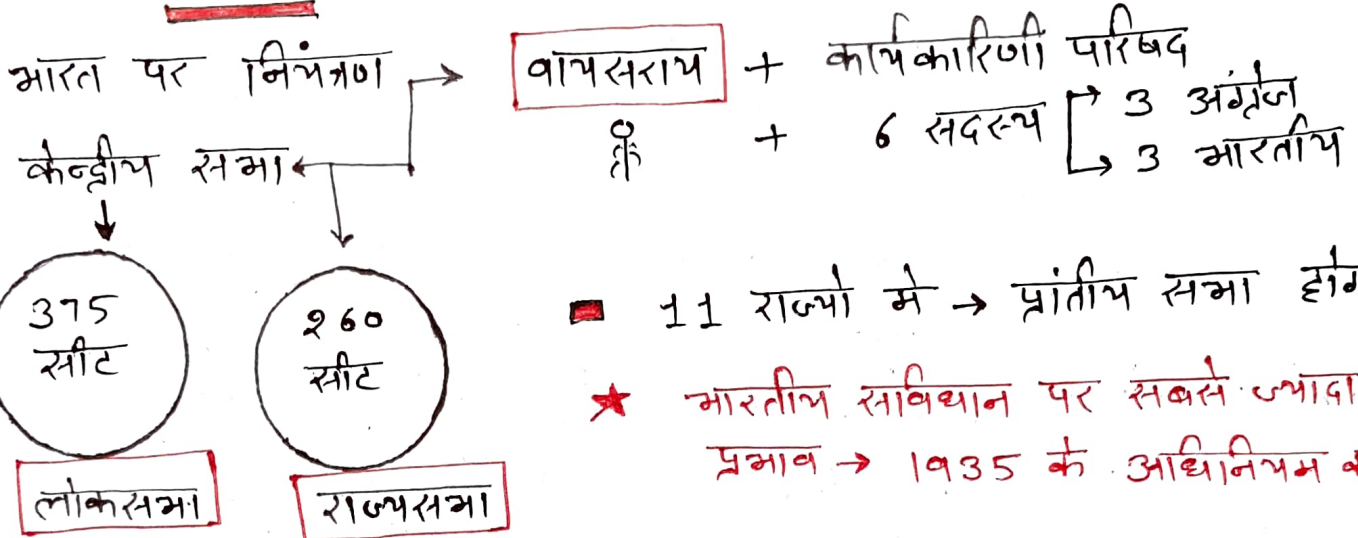 भारत पर नियंत्रण → वायसराय + कार्यकारिणी परिषद
+ 6 सदस्य → 3 अंग्रेज
→ 3 भारतीय
केन्द्रीय सभा
375
सीट
लोकसभा
260
सीट
राज्यसभा
11 राज्यो मे → प्रांतीय सभा
★ भारतीय सविधान पर सबसे ज्यादा
प्रभाव → 1935 के अधिनियम